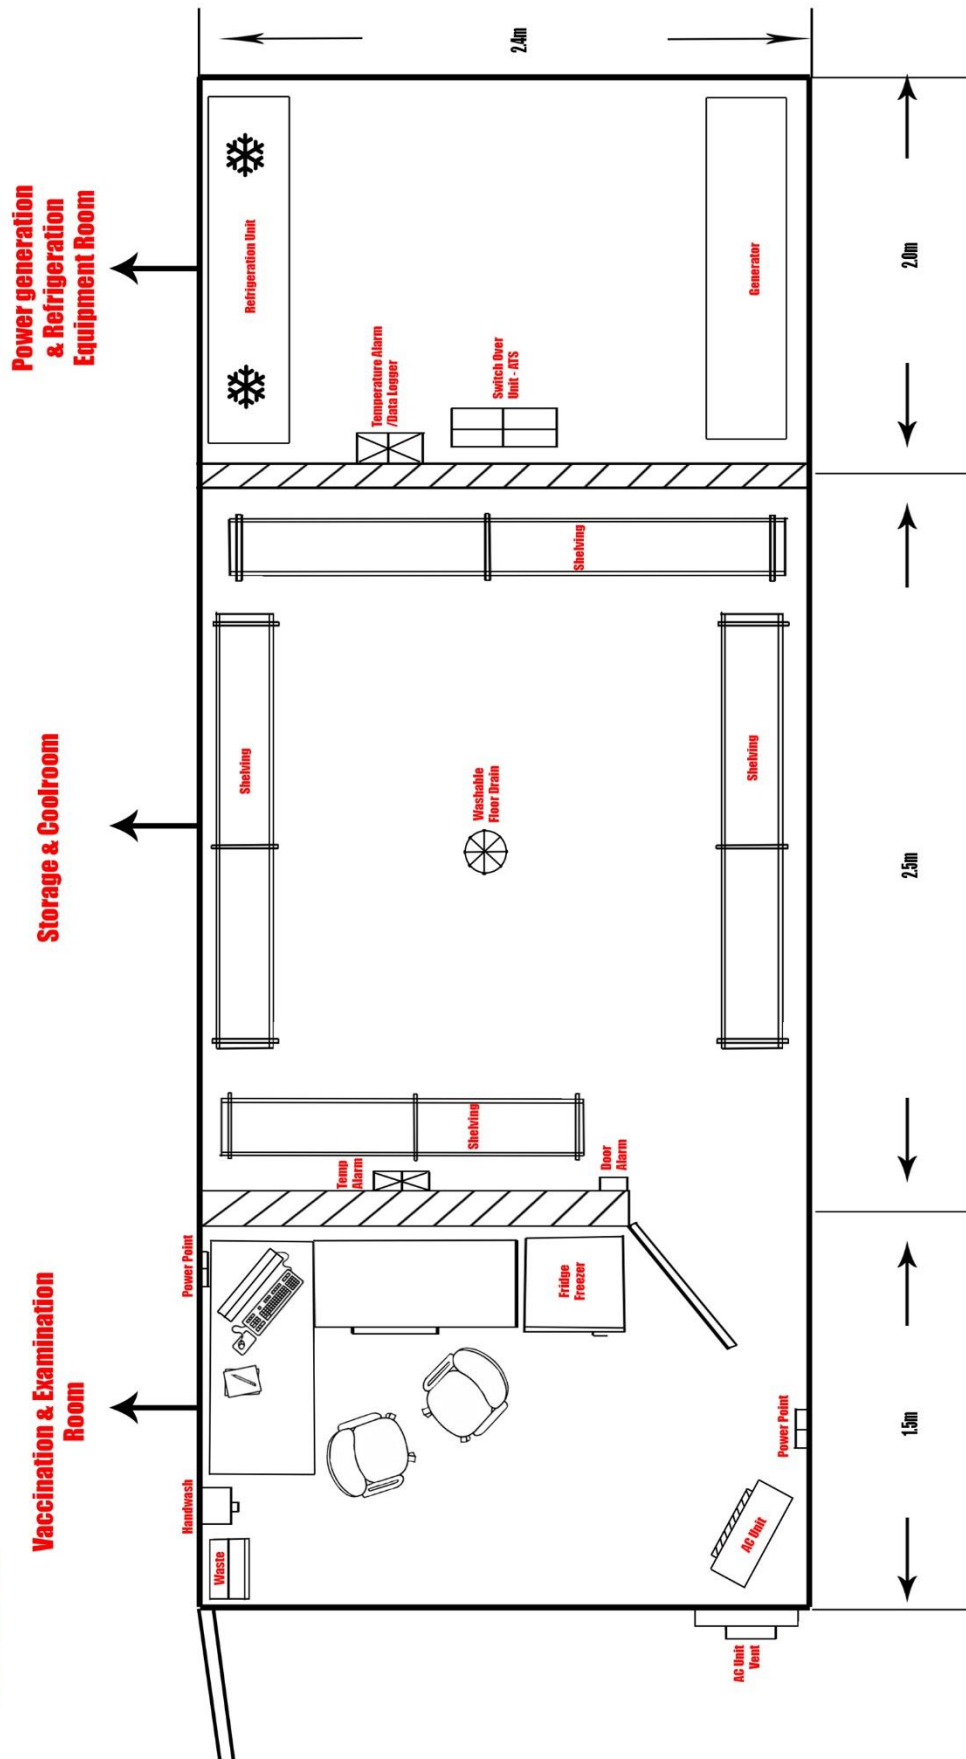 Vaccination & Examination
Room
Storage & Coolroom
Power generation
& Refrigeration
Equipment Room
Waste
Handwash
Power Point
Temp
Alarm
Door
Alarm
Fridge
Freezer
Power Point
AC Unit
AC Unit
Vent
Shelving
Shelving
Shelving
Shelving
Washable
Floor Drain
Temperature Alarm
/Data Logger
Switch Over
Unit - ATS
Refrigeration Unit
Generator
1.5m
2.5m
2.0m
2.4m